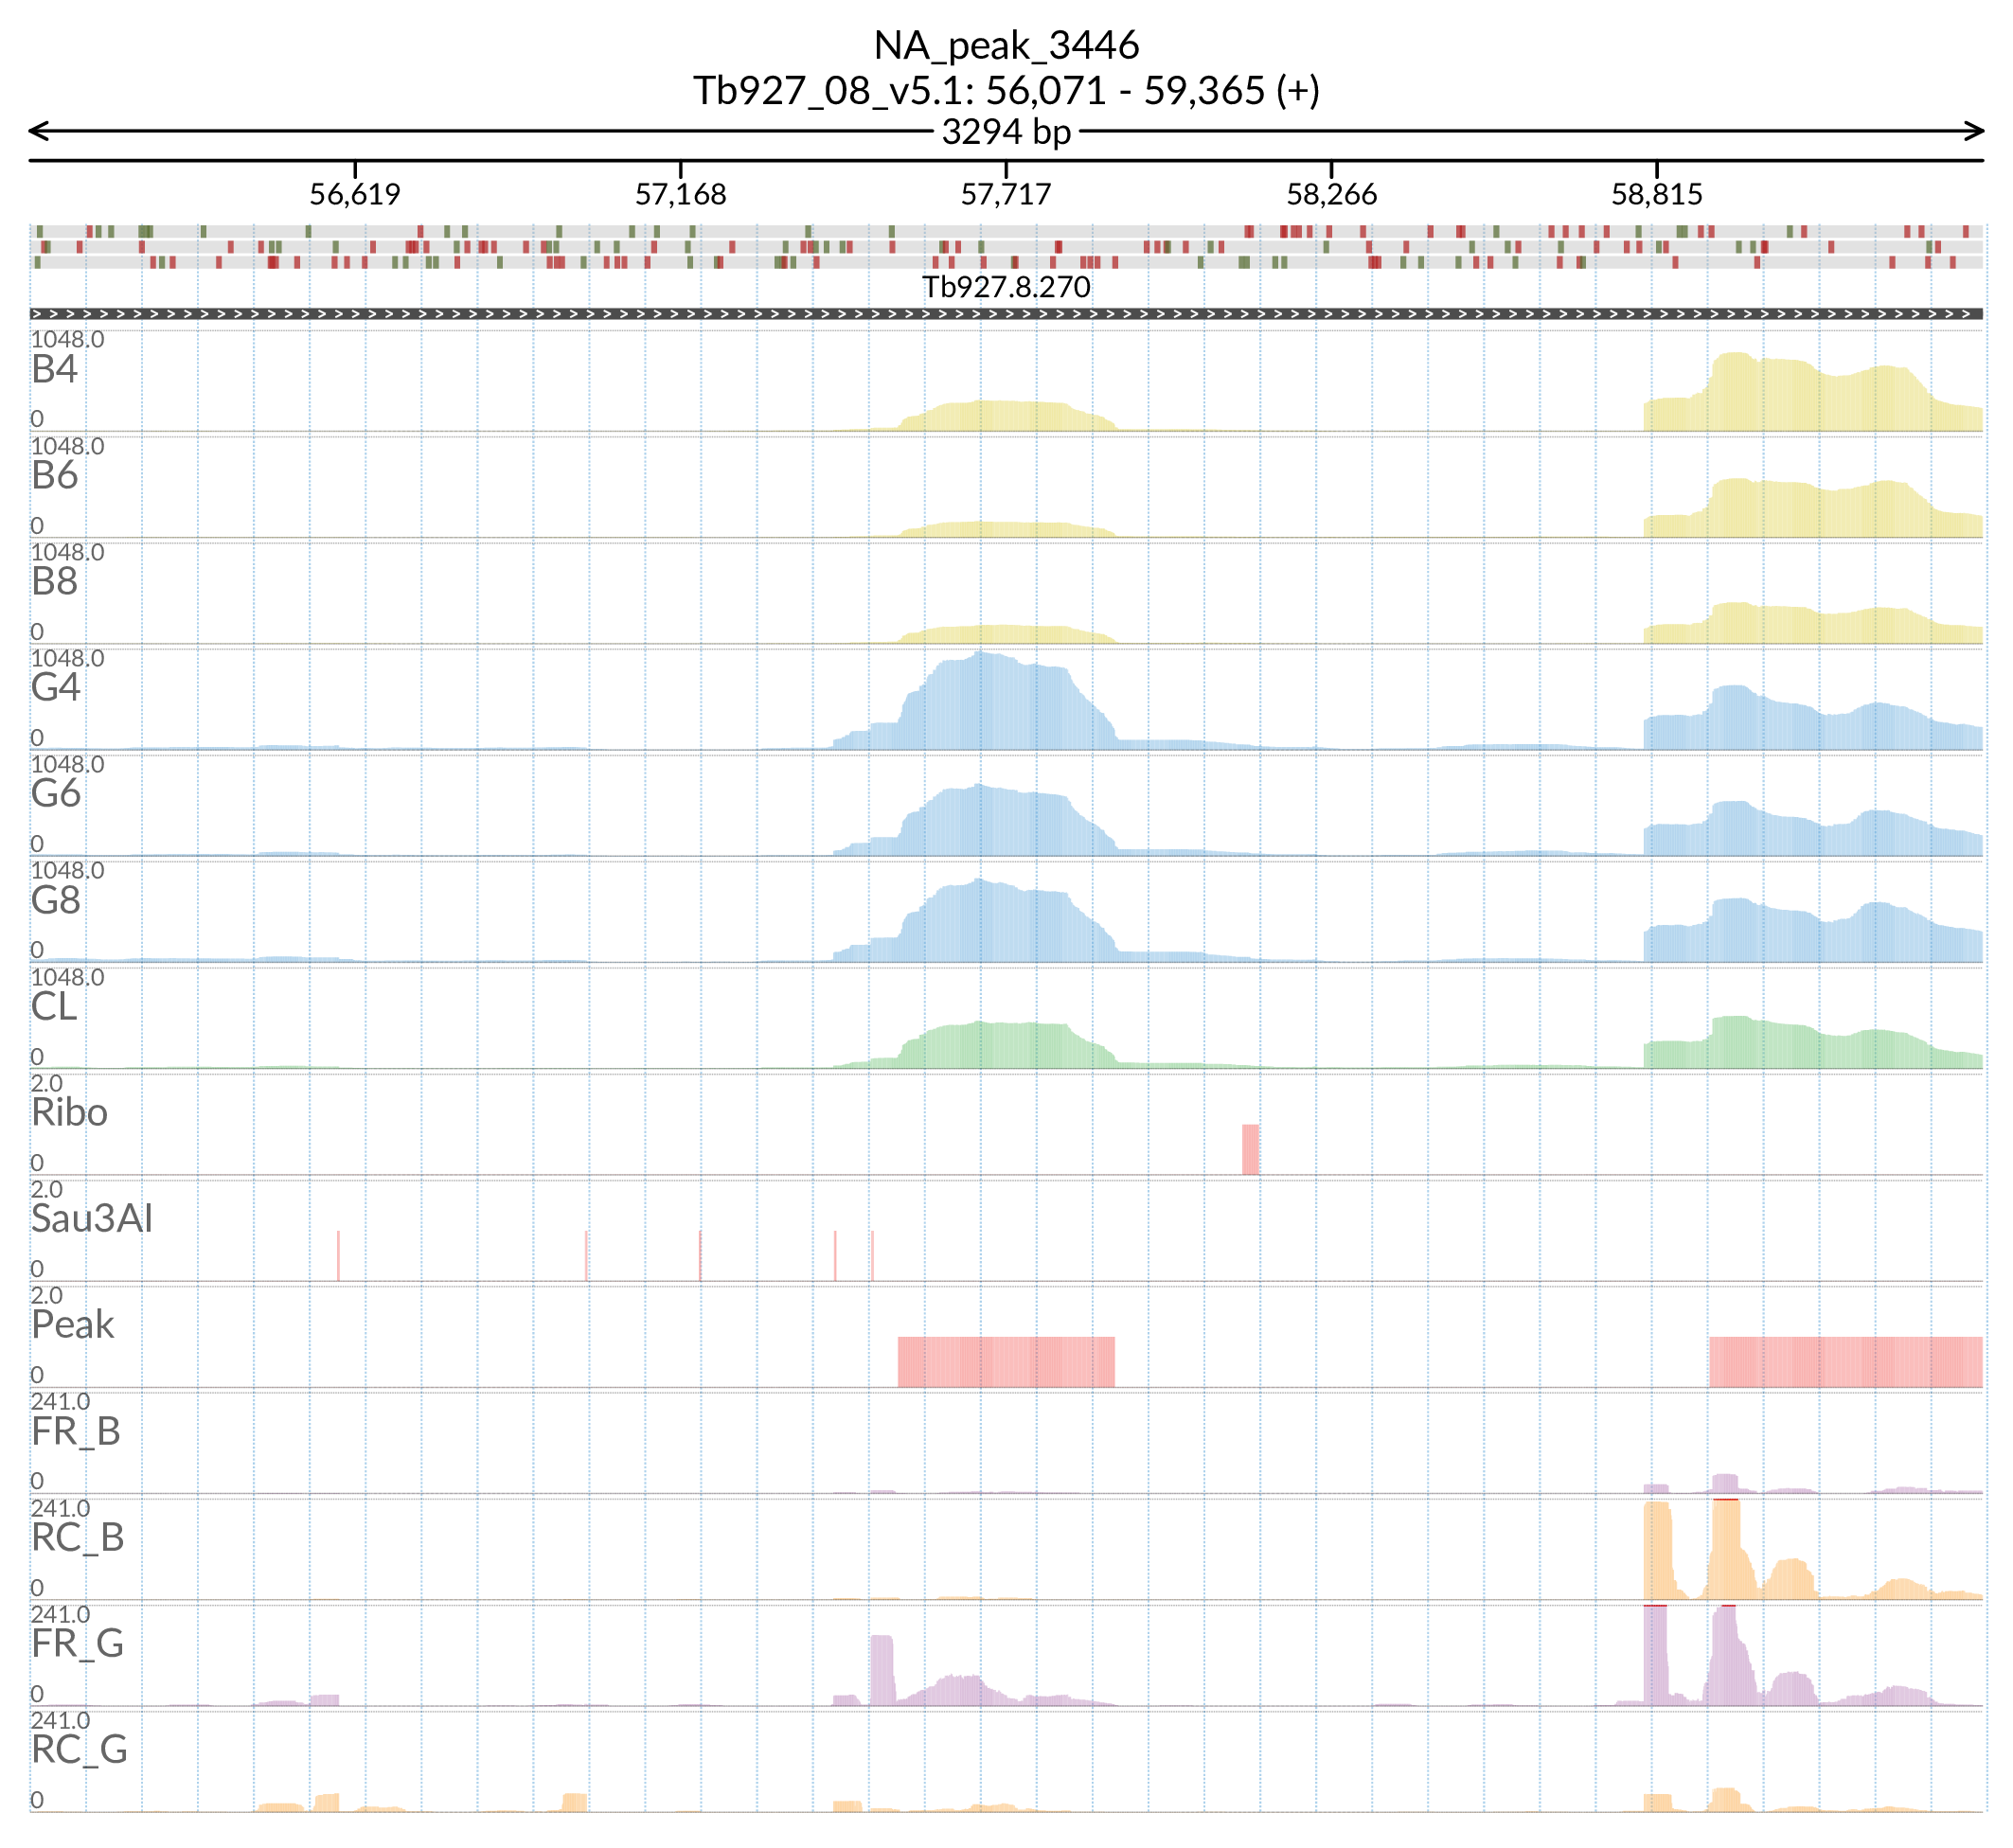 NA_peak_3446
Tb927_08_v5.1: 56,071 - 59,365 (+)
3294 bp
56,619 57,168 57,717 58,266 58,815
Tb927.8.270
1048.0
B4
0
1048.0
B6
0
1048.0
B8
0
1048.0
G4
0
1048.0
G6
0
1048.0
G8
0
1048.0
CL
0
2.0
Ribo
0
2.0
Sau3AI
0
2.0
Peak
0
241.0
FR_B
0
241.0
RC_B
0
241.0
FR_G
0
241.0
RC_G
0